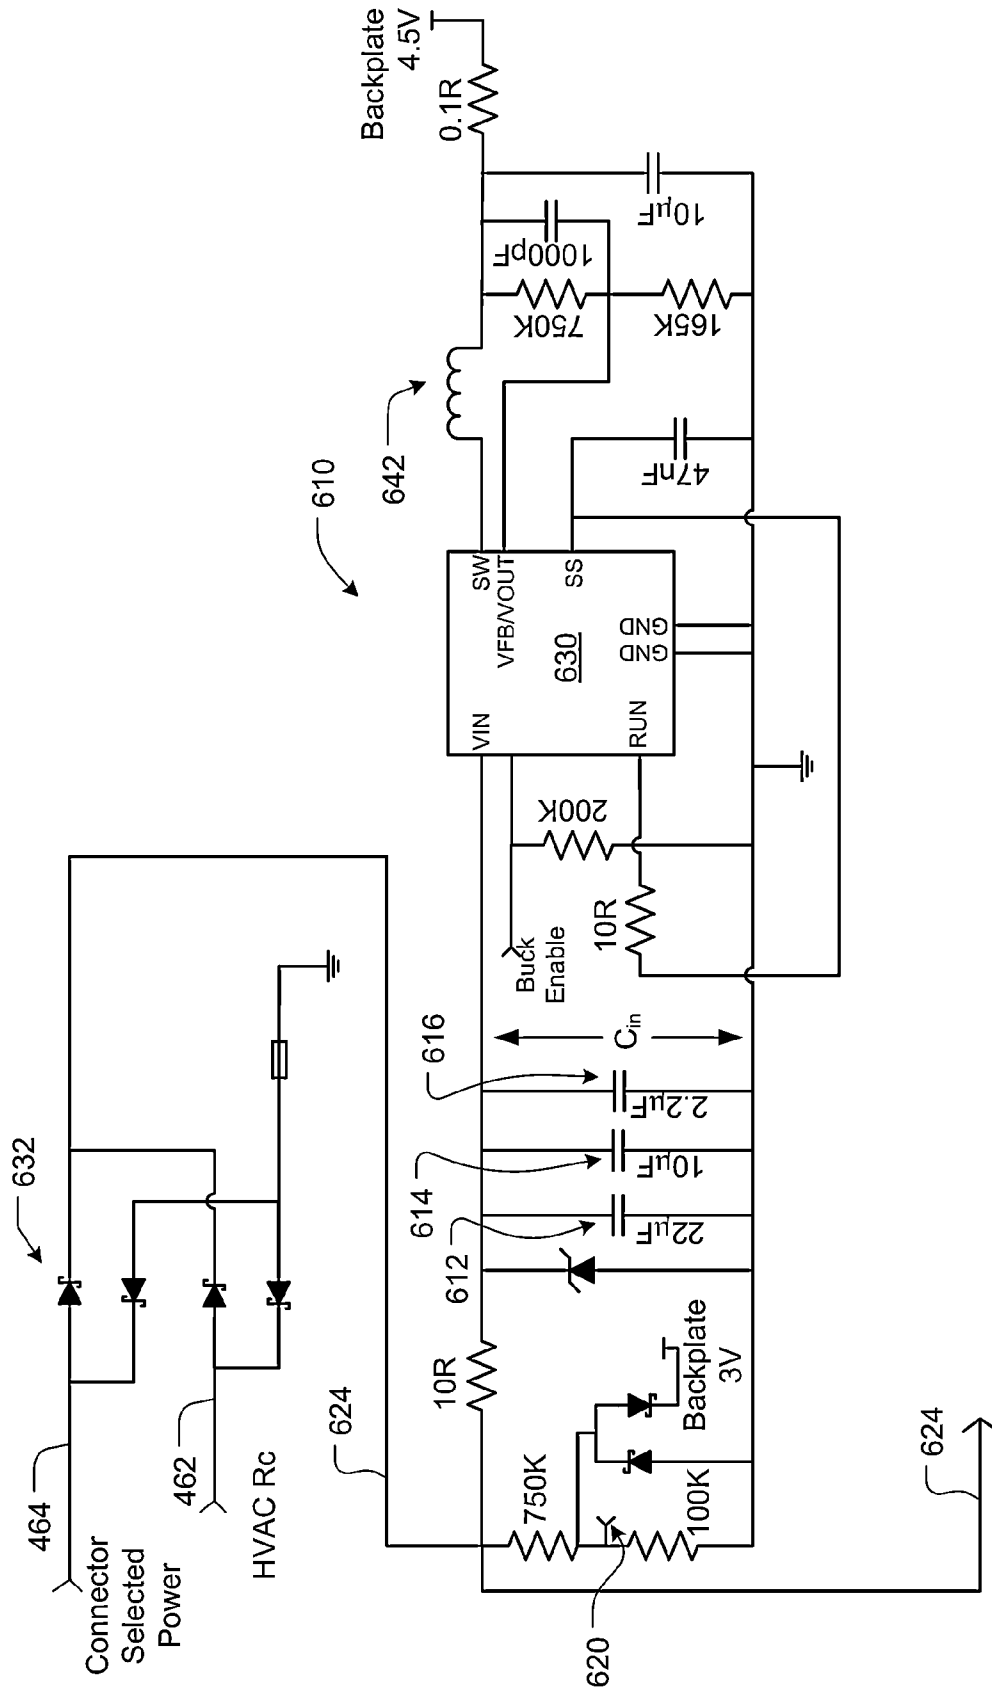 Connector
Selected
Power
464
462
HVAC Rc
632
624
610
642
Backplate
4.5V
0.1R
10µF
1000pF
750K
165K
47nF
SW
VFB/VOUT
SS
630
GND
GND
VIN
RUN
200K
10R
Buck
Enable
Cin
616
2.2µF
614
10µF
612
22µF
10R
Backplate
3V
750K
100K
620
624